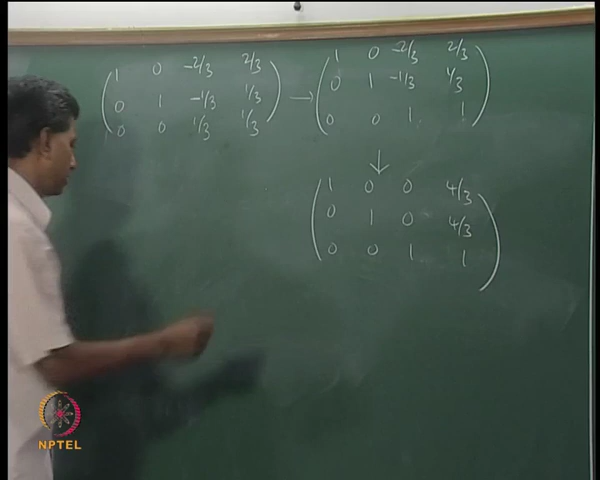 1 0 -2/3 2/3
0 1 -1/3 1/3
0 0 1/3 1/3
→
1 0 -2/3 2/3
0 1 -1/3 1/3
0 0 1 1
↓
1 0 0 4/3
0 1 0 4/3
0 0 1 1
NPTEL